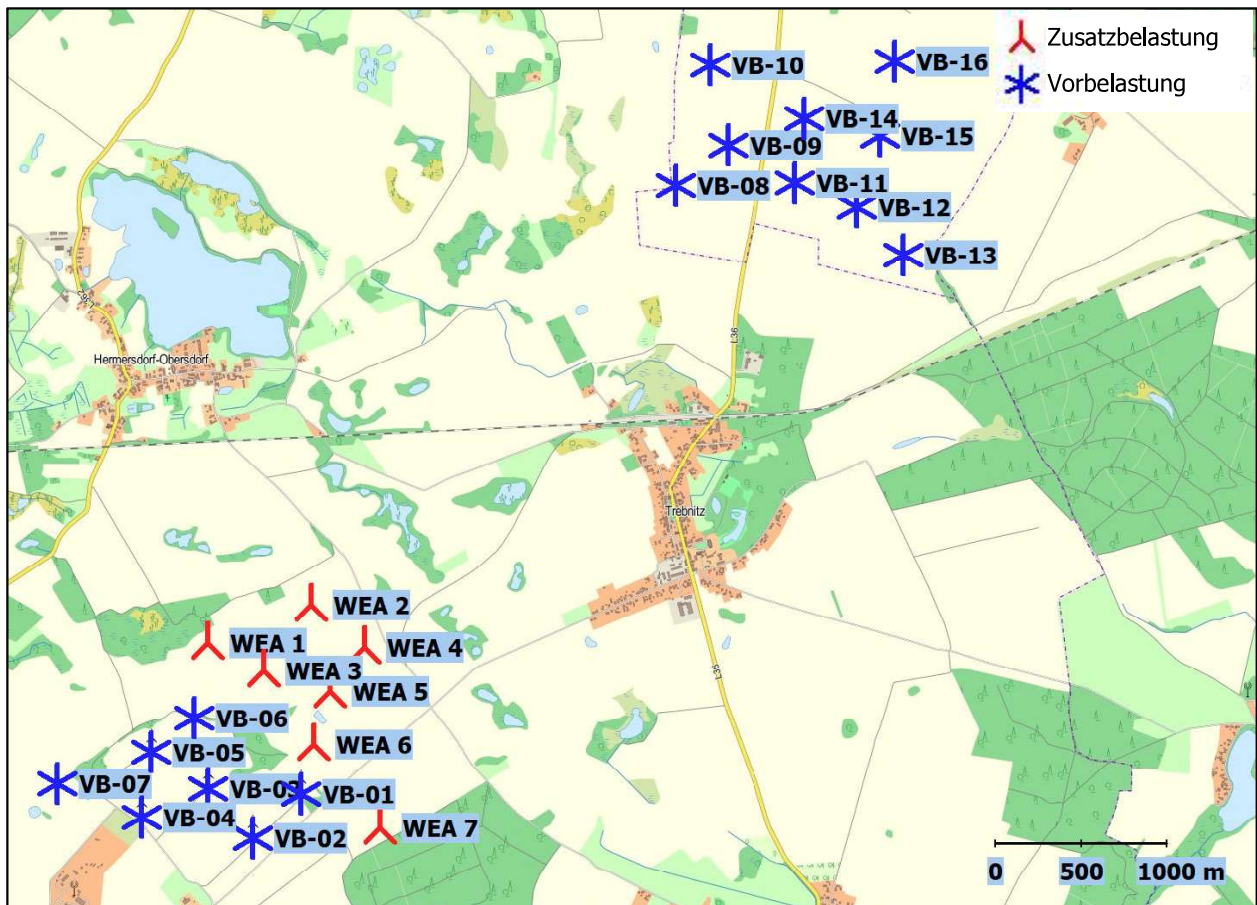 Zusatzbelastung
Vorbelastung
VB-10
VB-16
VB-14
VB-15
VB-09
VB-08
VB-11
VB-12
VB-13
L362
L36
Hermersdorf-Obersdorf
Trebnitz
WEA 2
WEA 1
WEA 4
WEA 3
WEA 5
L35
VB-06
WEA 6
VB-05
VB-07
VB-03
VB-01
VB-04
WEA 7
VB-02
0 500 1000 m